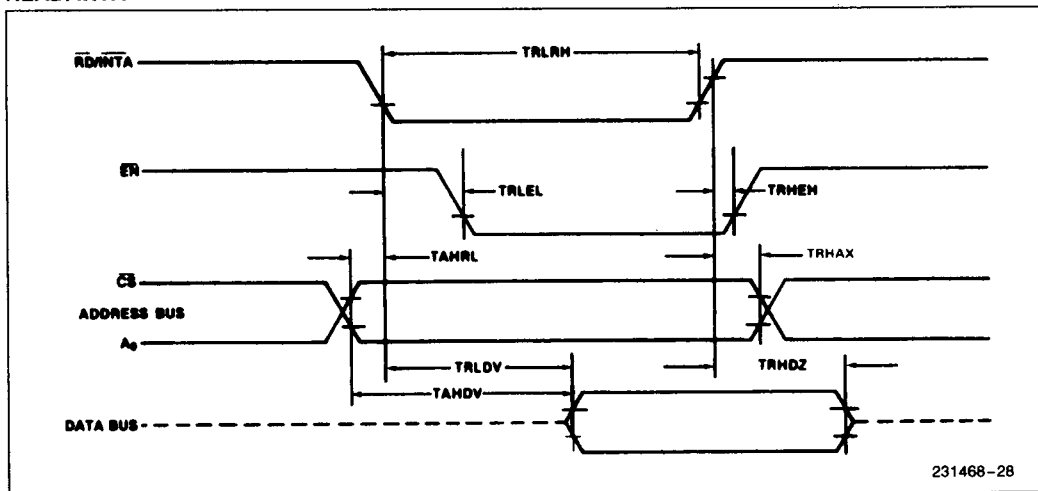 TRLRH
RD/INTA
EN
TRLEL
TRHEH
TAHRL
TRHAX
CS
ADDRESS BUS
A₀
TRLDV
TRHDZ
TAHDV
DATA BUS
231468-28